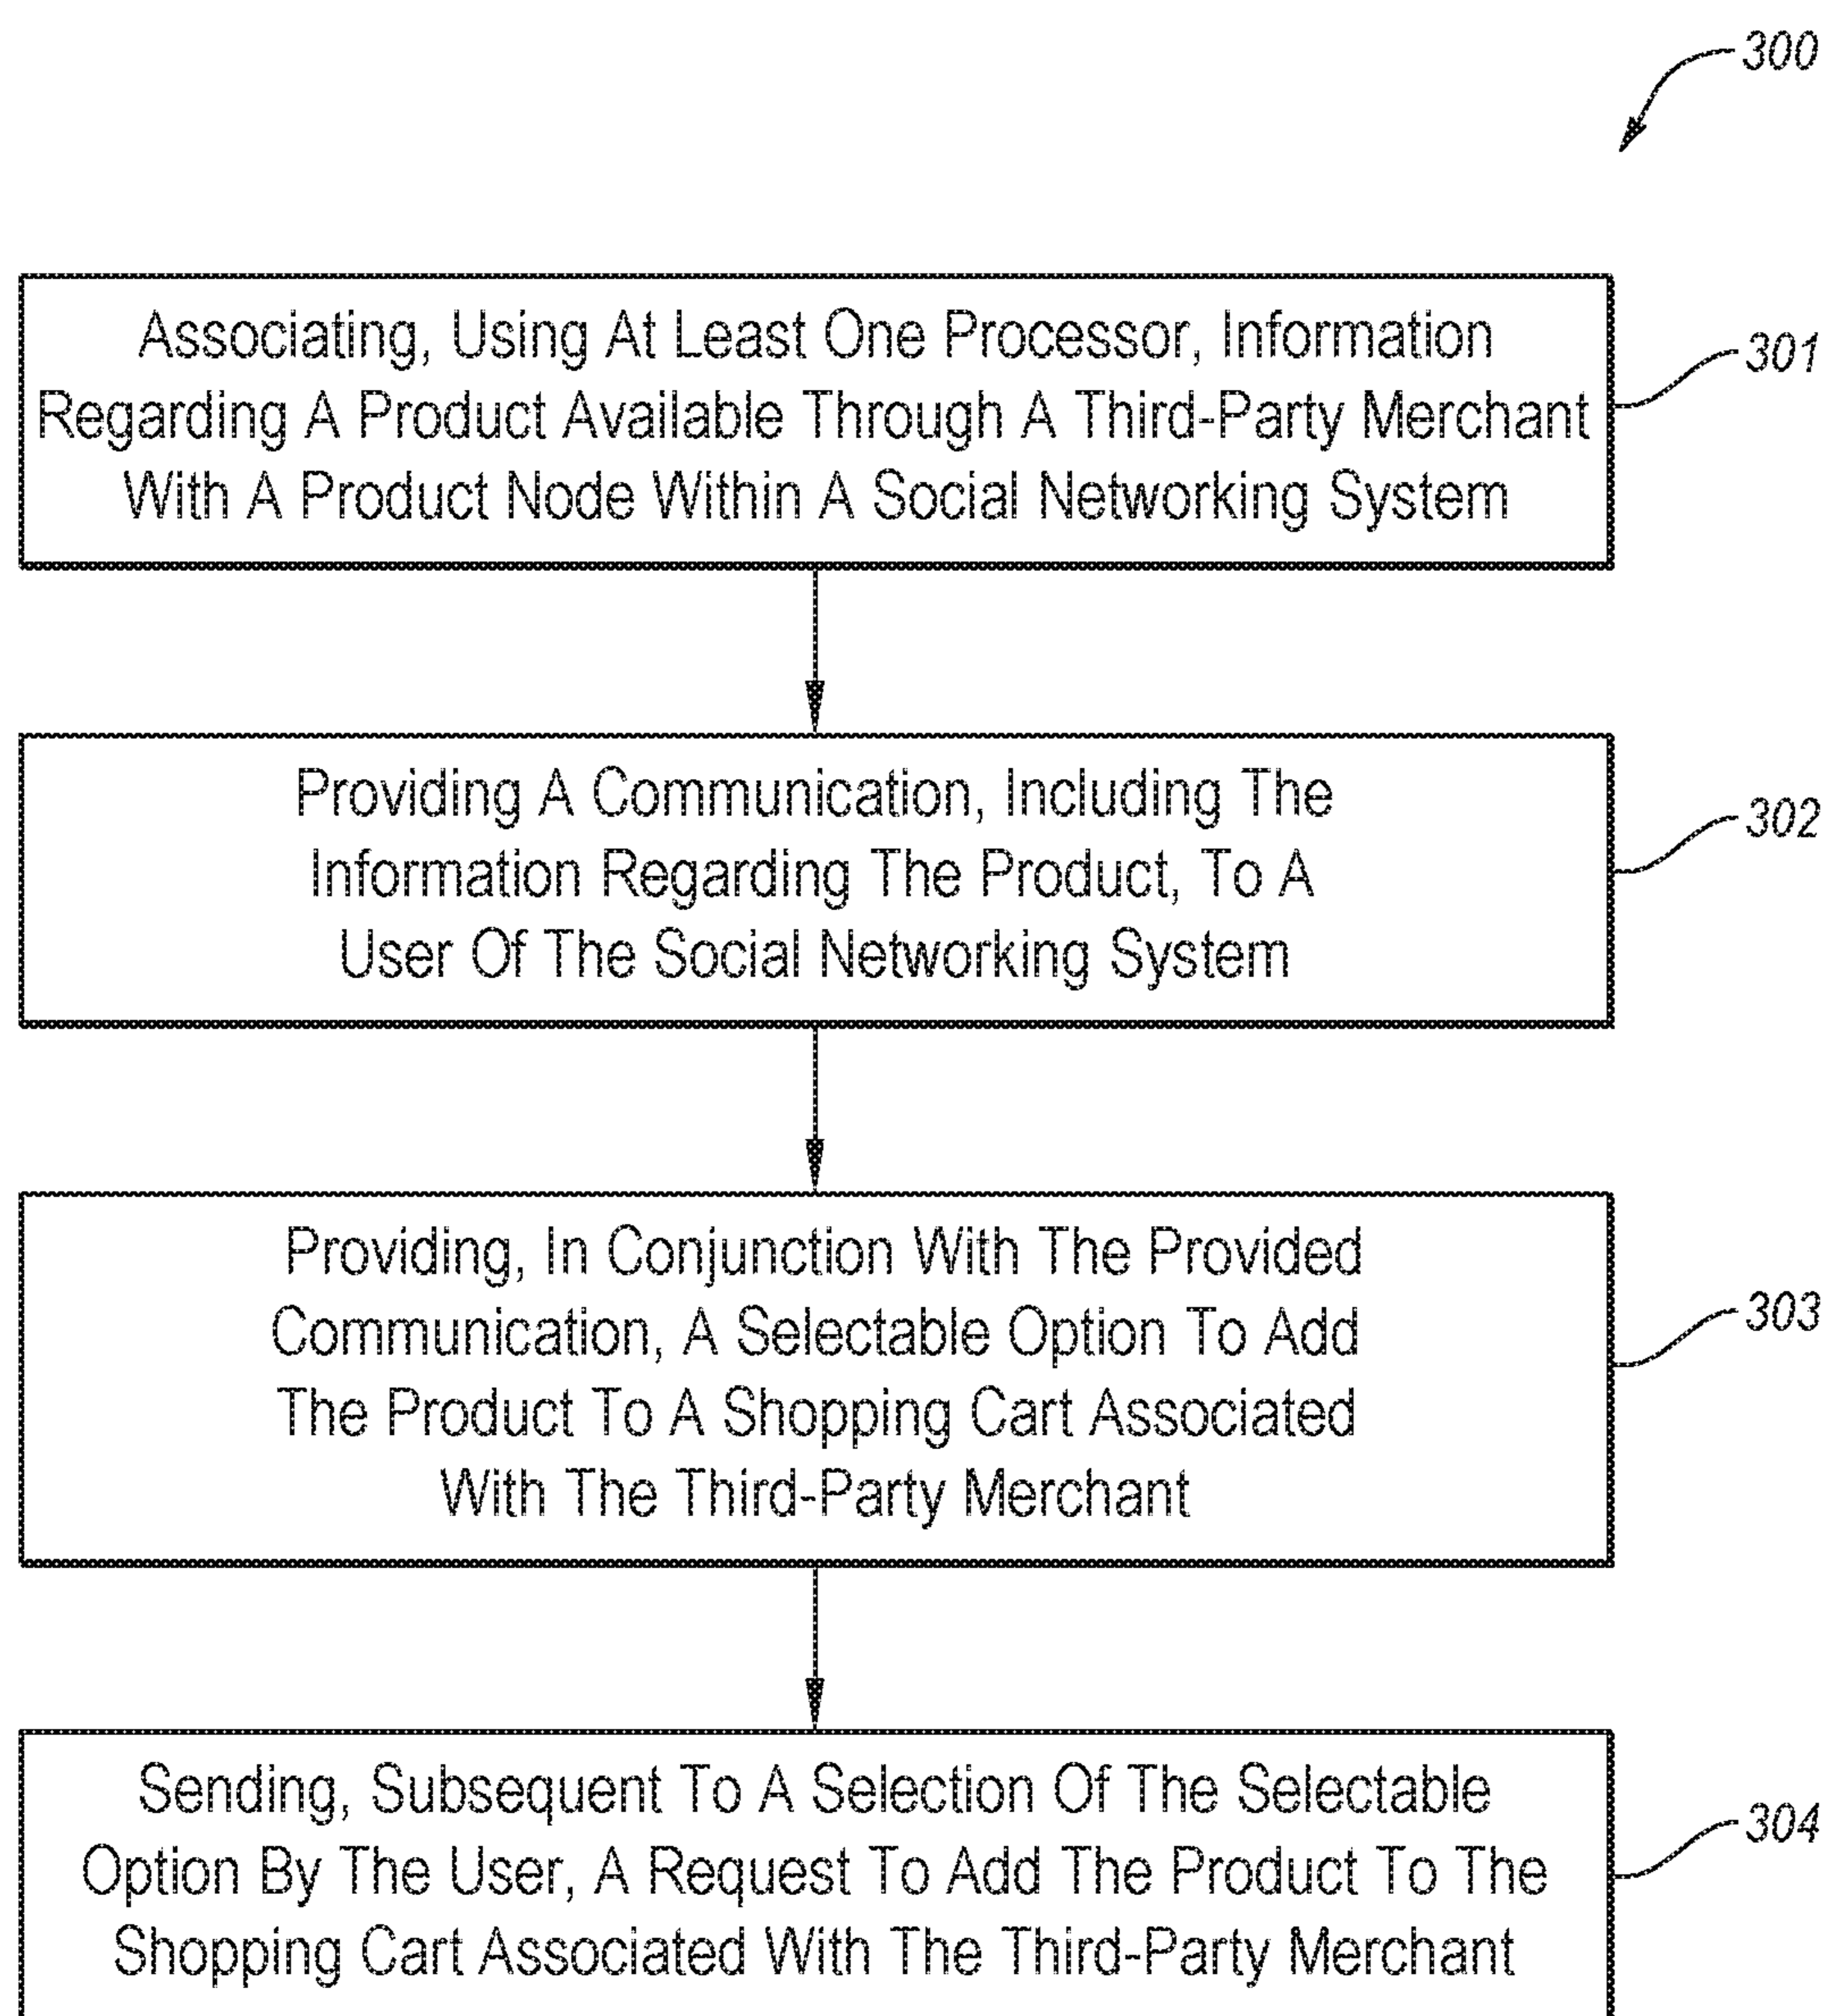 300
Associating, Using At Least One Processor, Information
Regarding A Product Available Through A Third-Party Merchant
With A Product Node Within A Social Networking System
301
Providing A Communication, Including The
Information Regarding The Product, To A
User Of The Social Networking System
302
Providing, In Conjunction With The Provided
Communication, A Selectable Option To Add
The Product To A Shopping Cart Associated
With The Third-Party Merchant
303
Sending, Subsequent To A Selection Of The Selectable
Option By The User, A Request To Add The Product To The
Shopping Cart Associated With The Third-Party Merchant
304